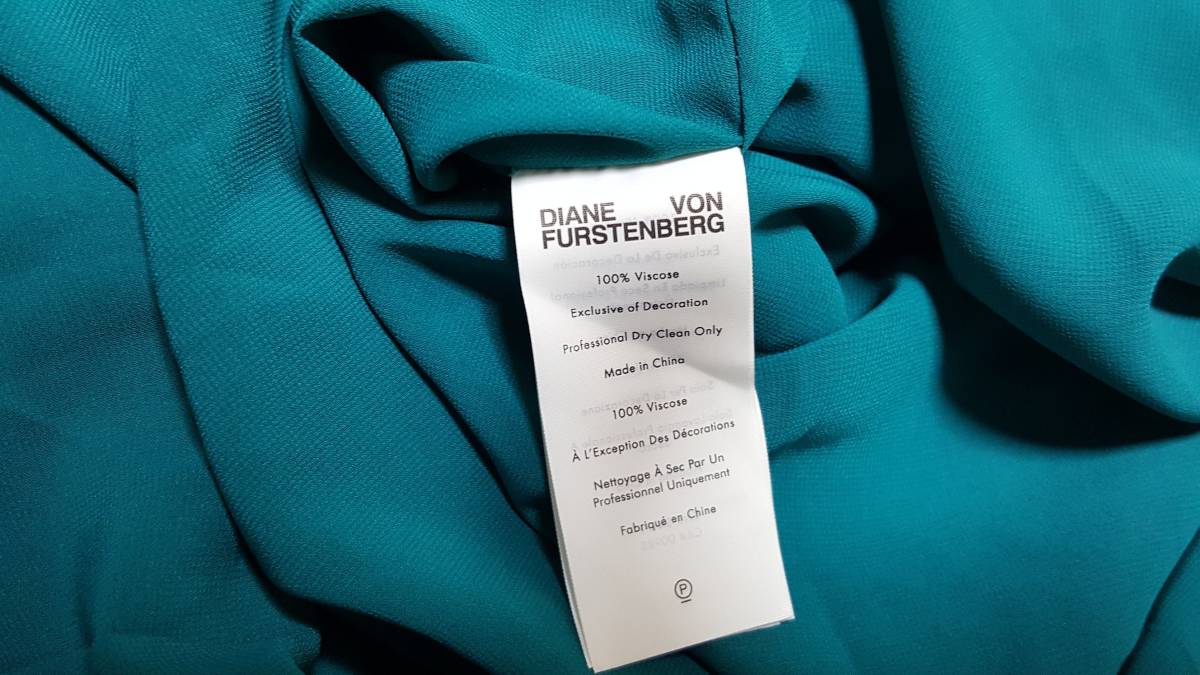 DIANE VON
FURSTENBERG
100% Viscose
Exclusive of Decoration
Professional Dry Clean Only
Made in China
100% Viscose
À L'Exception Des Décorations
Nettoyage À Sec Par Un
Professionnel Uniquement
Fabriqué en Chine
P